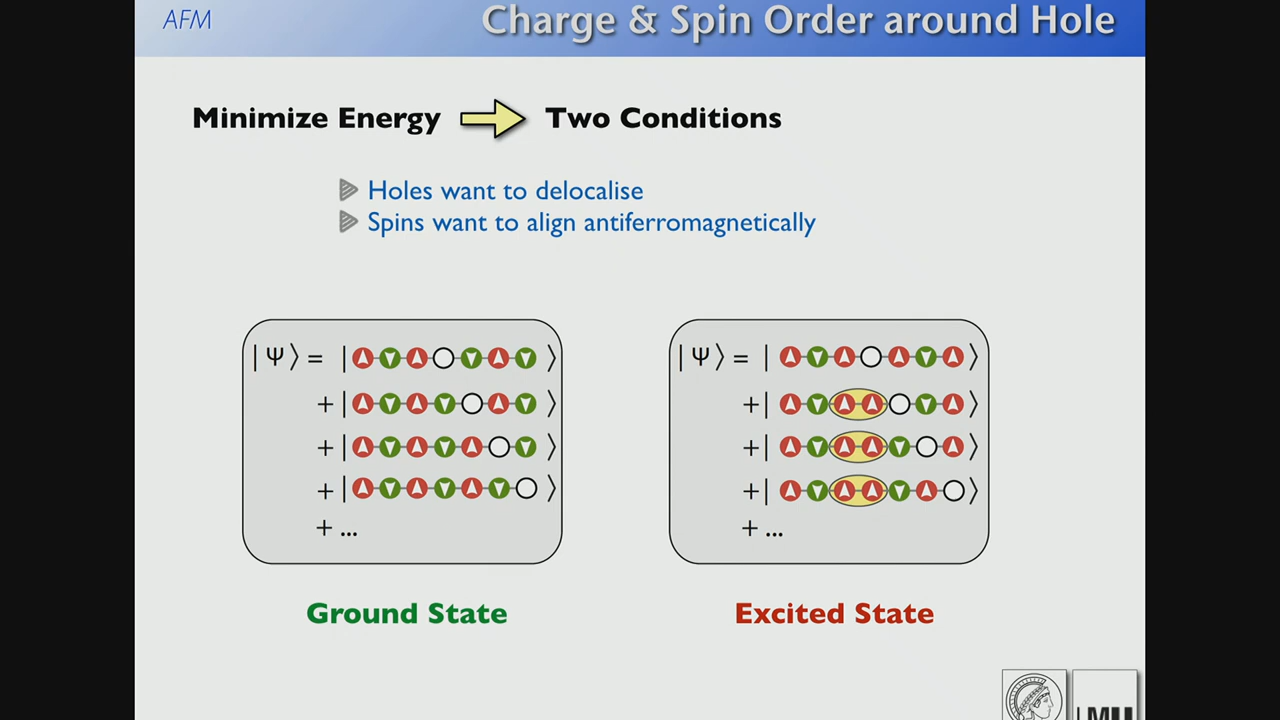 AFM
Charge & Spin Order around Hole
Minimize Energy
Two Conditions
Holes want to delocalise
Spins want to align antiferromagnetically
|Ψ⟩ = | ⟩
+| ⟩
+| ⟩
+| ⟩
+ ...
Ground State
|Ψ⟩ = | ⟩
+| ⟩
+| ⟩
+| ⟩
+ ...
Excited State
LMU